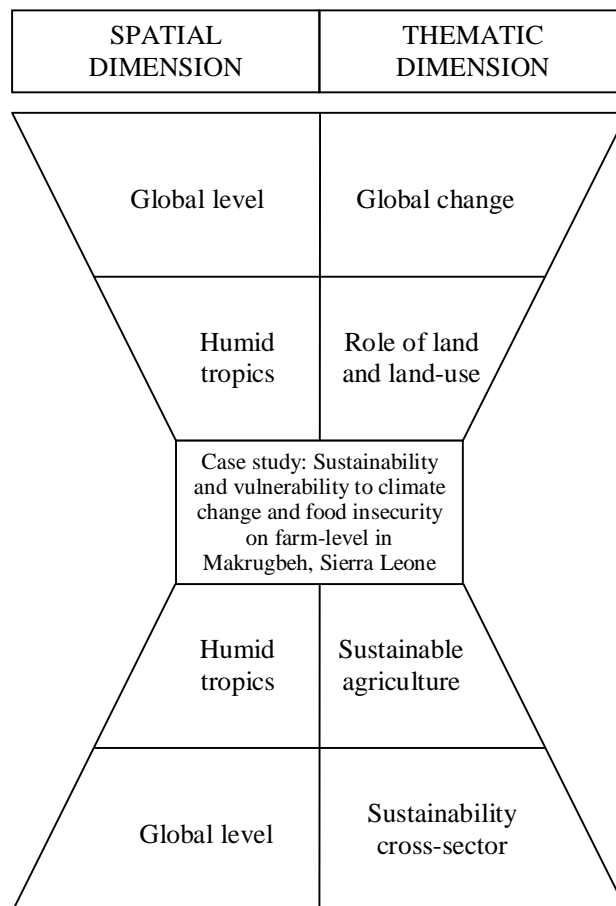 SPATIAL
DIMENSION
THEMATIC
DIMENSION
Global level
Global change
Humid
tropics
Role of land
and land-use
Case study: Sustainability
and vulnerability to climate
change and food insecurity
on farm-level in
Makrugbeh, Sierra Leone
Humid
tropics
Sustainable
agriculture
Global level
Sustainability
cross-sector